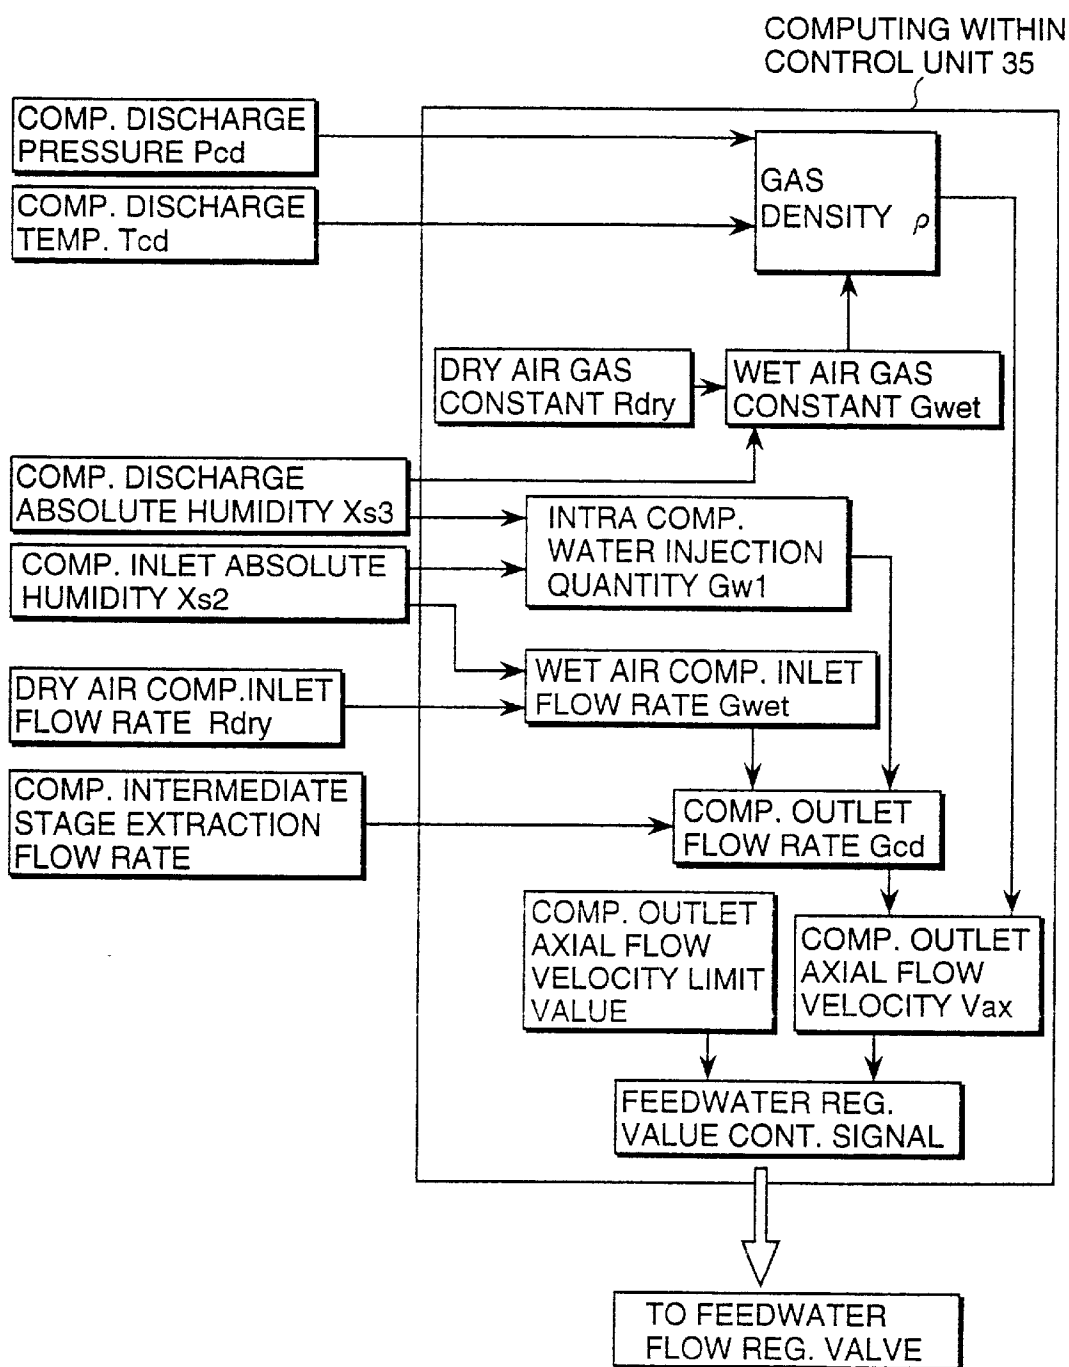 COMPUTING WITHIN
CONTROL UNIT 35
COMP. DISCHARGE
PRESSURE Pcd
GAS
DENSITY ρ
COMP. DISCHARGE
TEMP. Tcd
DRY AIR GAS
CONSTANT Rdry
WET AIR GAS
CONSTANT Gwet
COMP. DISCHARGE
ABSOLUTE HUMIDITY Xs3
INTRA COMP.
WATER INJECTION
QUANTITY Gw1
COMP. INLET ABSOLUTE
HUMIDITY Xs2
WET AIR COMP. INLET
FLOW RATE Gwet
DRY AIR COMP.INLET
FLOW RATE Rdry
COMP. INTERMEDIATE
STAGE EXTRACTION
FLOW RATE
COMP. OUTLET
FLOW RATE Gcd
COMP. OUTLET
AXIAL FLOW
VELOCITY LIMIT
VALUE
COMP. OUTLET
AXIAL FLOW
VELOCITY Vax
FEEDWATER REG.
VALUE CONT. SIGNAL
TO FEEDWATER
FLOW REG. VALVE